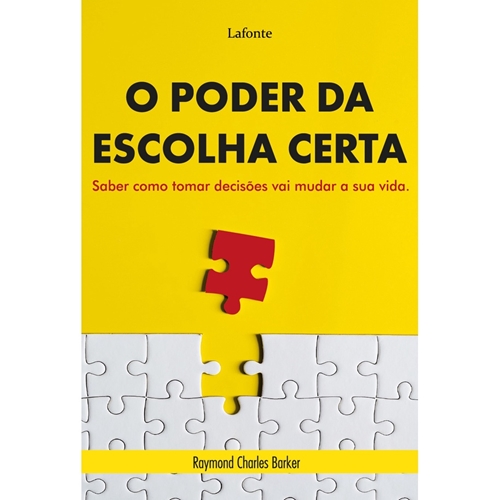 Lafonte
O PODER DA
ESCOLHA CERTA
Saber como tomar decisões vai mudar a sua vida.
Raymond Charles Barker